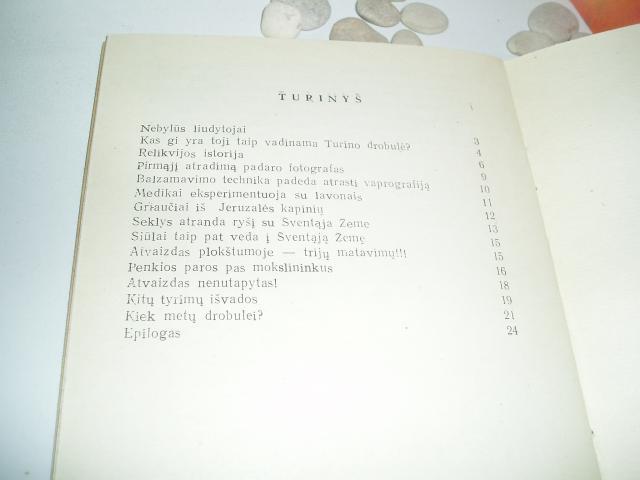 TURINYS
Nebylūs liudytojai 3
Kas gi yra toji taip vadinama Turino drobulė? 4
Relikvijos istorija 6
Pirmąjį atradimą padaro fotografas 9
Balzamavimo technika padeda atrasti vaprografiją 10
Medikai eksperimentuoja su lavonais 11
Griaučiai iš Jeruzalės kapinių 12
Seklys atranda ryšį su Šventąja Žeme 13
Siūlai taip pat veda į Šventąją Žemę 15
Atvaizdas plokštumoje — trijų matavimų!!! 15
Penkios paros pas mokslininkus 16
Atvaizdas nenutapytas! 18
Kitų tyrimų išvados 19
Kiek metų drobulei? 21
Epilogas 24